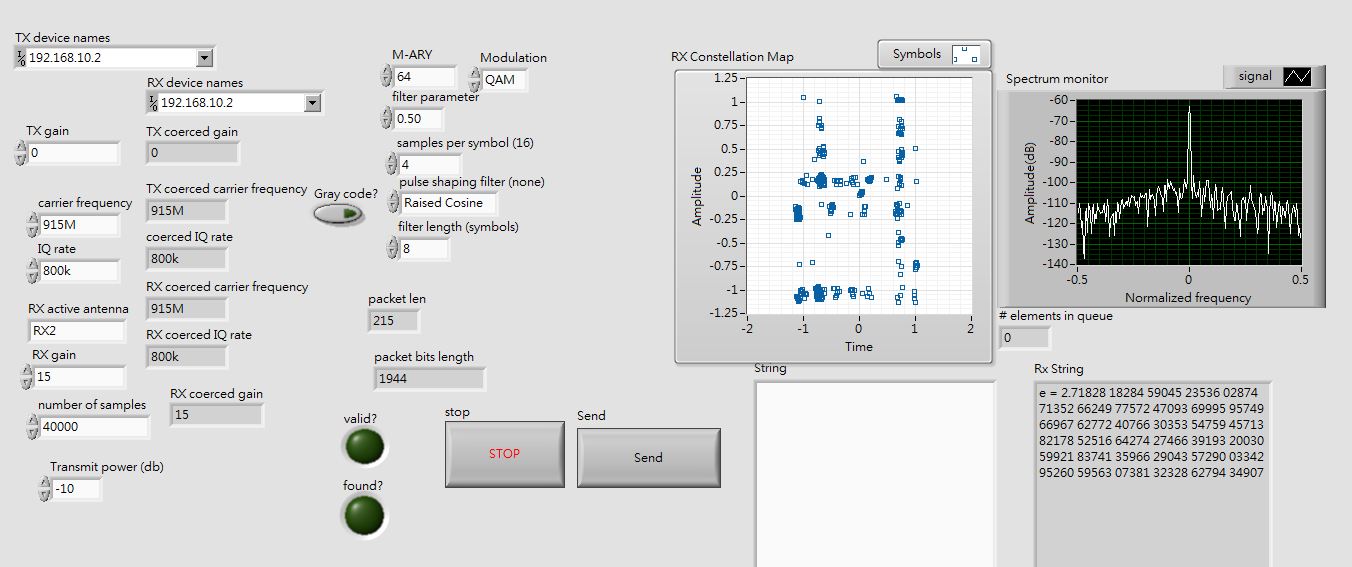 TX device names
192.168.10.2
RX device names
192.168.10.2
TX gain
0
TX coerced gain
0
carrier frequency
915M
TX coerced carrier frequency
915M
IQ rate
800k
coerced IQ rate
800k
RX active antenna
RX2
RX coerced carrier frequency
915M
RX gain
15
RX coerced IQ rate
800k
number of samples
40000
RX coerced gain
15
Transmit power (db)
-10
M-ARY
64
Modulation
QAM
filter parameter
0.50
samples per symbol (16)
4
pulse shaping filter (none)
Raised Cosine
filter length (symbols)
8
Gray code?
packet len
215
packet bits length
1944
valid?
found?
stop
STOP
Send
Send
RX Constellation Map
Symbols
Amplitude
1.25
1
0.75
0.5
0.25
0
-0.25
-0.5
-0.75
-1
-1.25
-2
-1
0
1
2
Time
Spectrum monitor
signal
Amplitude(dB)
-60
-70
-80
-90
-100
-110
-120
-130
-140
-0.5
0
0.5
Normalized frequency
# elements in queue
0
String
Rx String
e = 2.71828 18284 59045 23536 02874
71352 66249 77572 47093 69995 95749
66967 62772 40766 30353 54759 45713
82178 52516 64274 27466 39193 20030
59921 83741 35966 29043 57290 03342
95260 59563 07381 32328 62794 34907